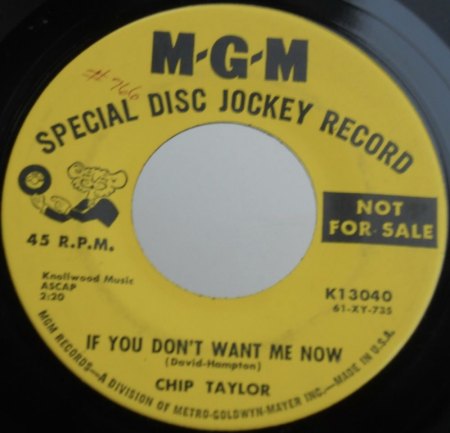 M-G-M
SPECIAL DISC JOCKEY RECORD
NOT
FOR SALE
45 R.P.M.
Knollwood Music
ASCAP
2:20
K13040
61-XY-735
IF YOU DON'T WANT ME NOW
(David-Hampton)
CHIP TAYLOR
MGM RECORDS—A DIVISION OF METRO-GOLDWYN-MAYER INC.—MADE IN U.S.A.